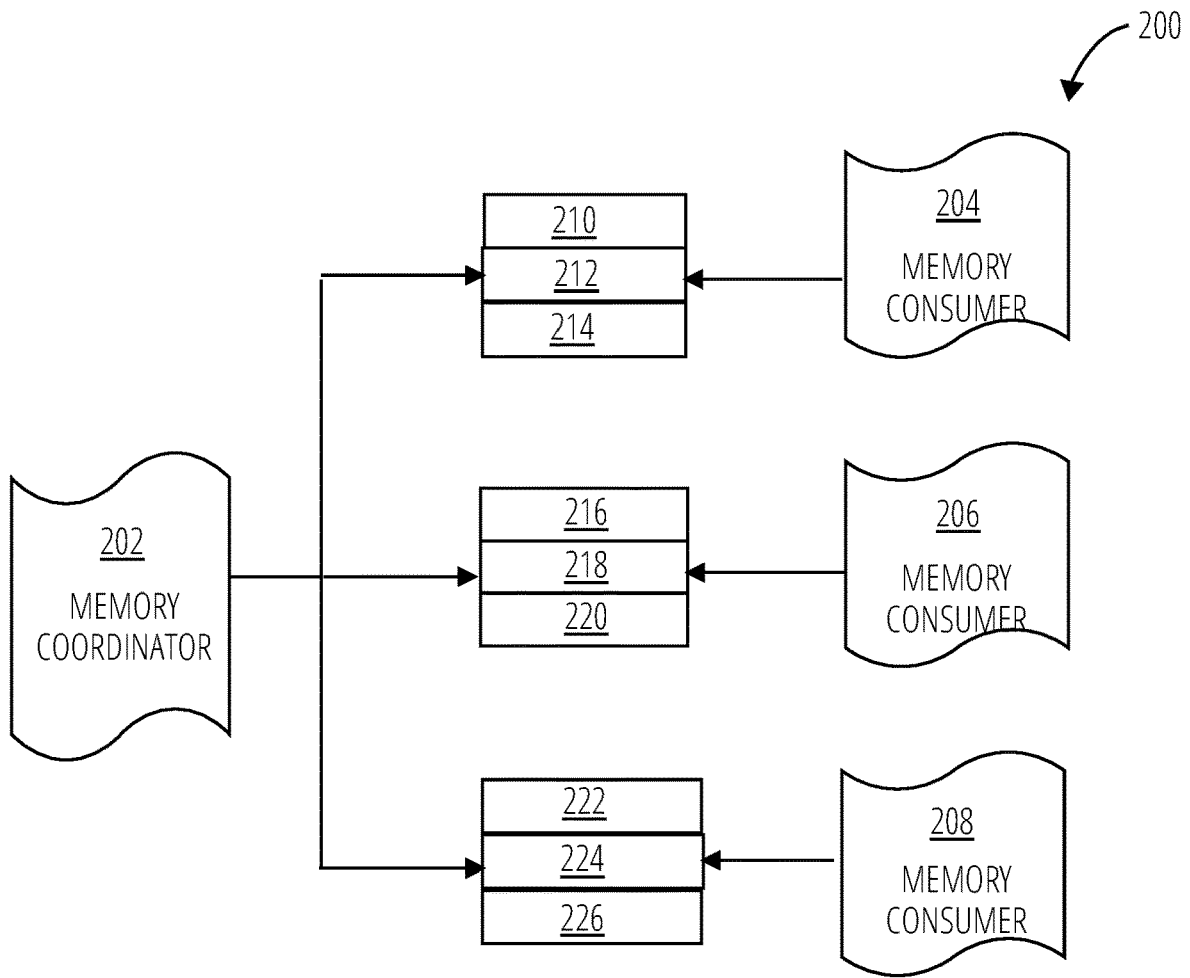 200
204
MEMORY
CONSUMER
210
212
214
202
MEMORY
COORDINATOR
216
218
220
206
MEMORY
CONSUMER
222
224
226
208
MEMORY
CONSUMER